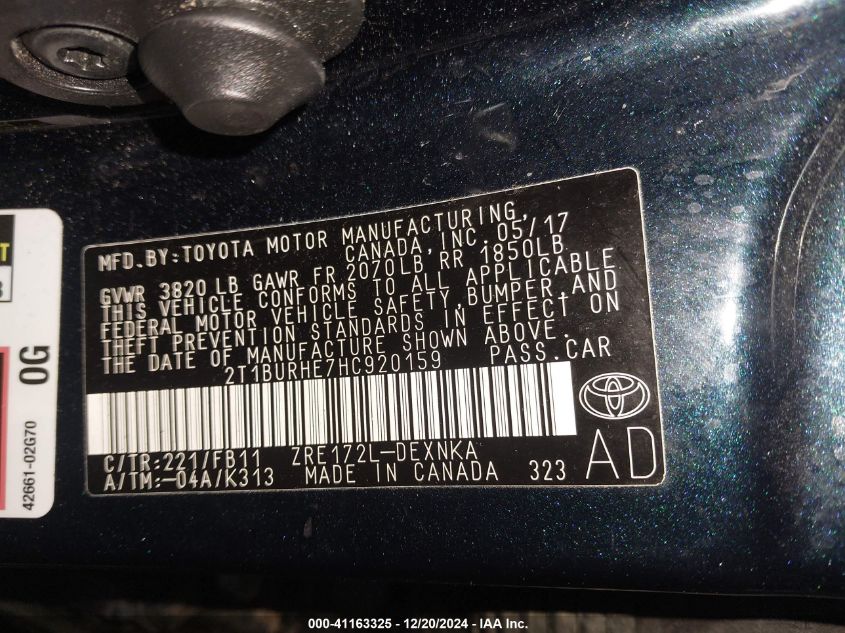 MFD.BY:TOYOTA MOTOR MANUFACTURING,
CANADA,INC. 05/17
GVWR 3820 LB GAWR FR 2070LB RR 1850LB
THIS VEHICLE CONFORMS TO ALL APPLICABLE
FEDERAL MOTOR VEHICLE SAFETY,BUMPER,AND
THEFT PREVENTION STANDARDS IN EFFECT ON
THE DATE OF MANUFACTURE SHOWN ABOVE.
2T1BURHE7HC920159 PASS.CAR
C/TR:221/FB11 ZRE172L-DEXNKA
A/TM:-04A/K313 MADE IN CANADA 323
AD
0G
42661-02G70
000-41163325 - 12/20/2024 - IAA Inc.